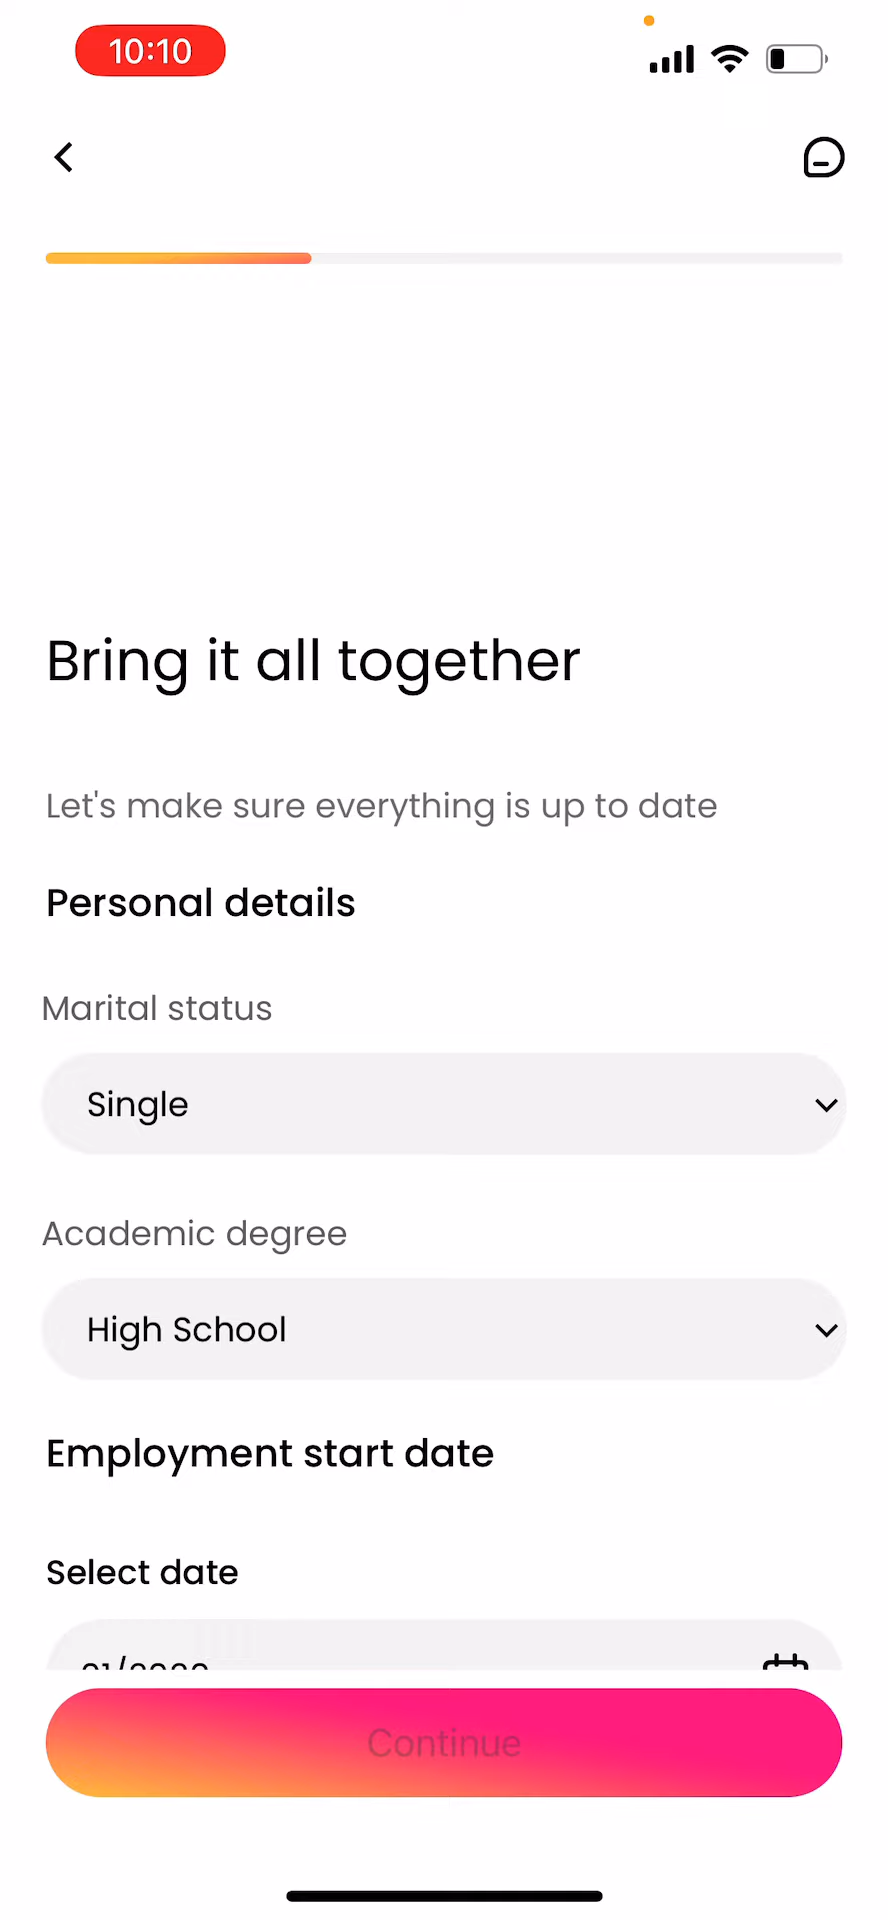 10:10
Bring it all together
Let's make sure everything is up to date
Personal details
Marital status
Single
Academic degree
High School
Employment start date
Select date
Continue